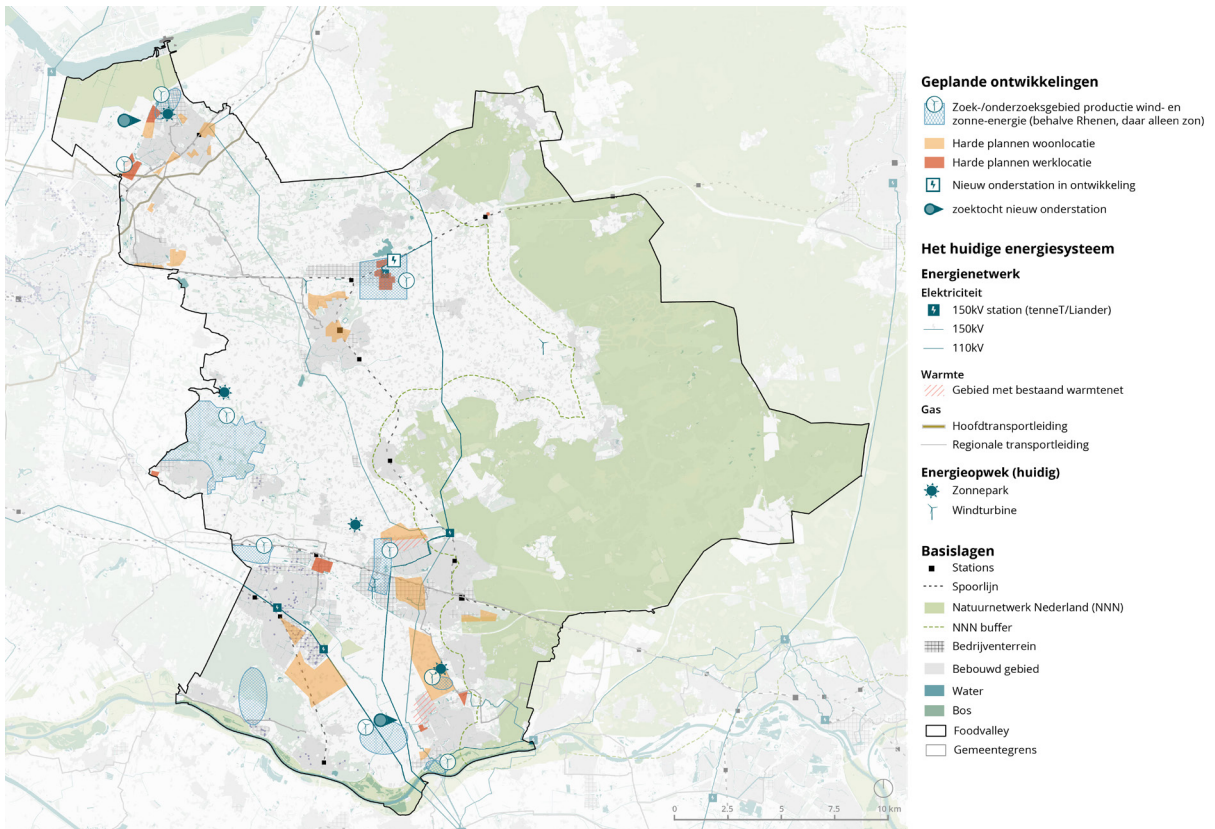 Geplande ontwikkelingen
Zoek-/onderzoeksgebied productie wind- en
zonne-energie (behalve Rhenen, daar alleen zon)
Harde plannen woonlocatie
Harde plannen werklocatie
Nieuw onderstation in ontwikkeling
zoektocht nieuw onderstation
Het huidige energiesysteem
Energienetwerk
Elektriciteit
150kV station (tenneT/Liander)
150kV
110kV
Warmte
Gebied met bestaand warmtenet
Gas
Hoofdtransportleiding
Regionale transportleiding
Energieopwek (huidig)
Zonnepark
Windturbine
Basislagen
Stations
Spoorlijn
Natuurnetwerk Nederland (NNN)
NNN buffer
Bedrijventerrein
Bebouwd gebied
Water
Bos
Foodvalley
Gemeentegrens
0 2.5 5 7.5 10 km